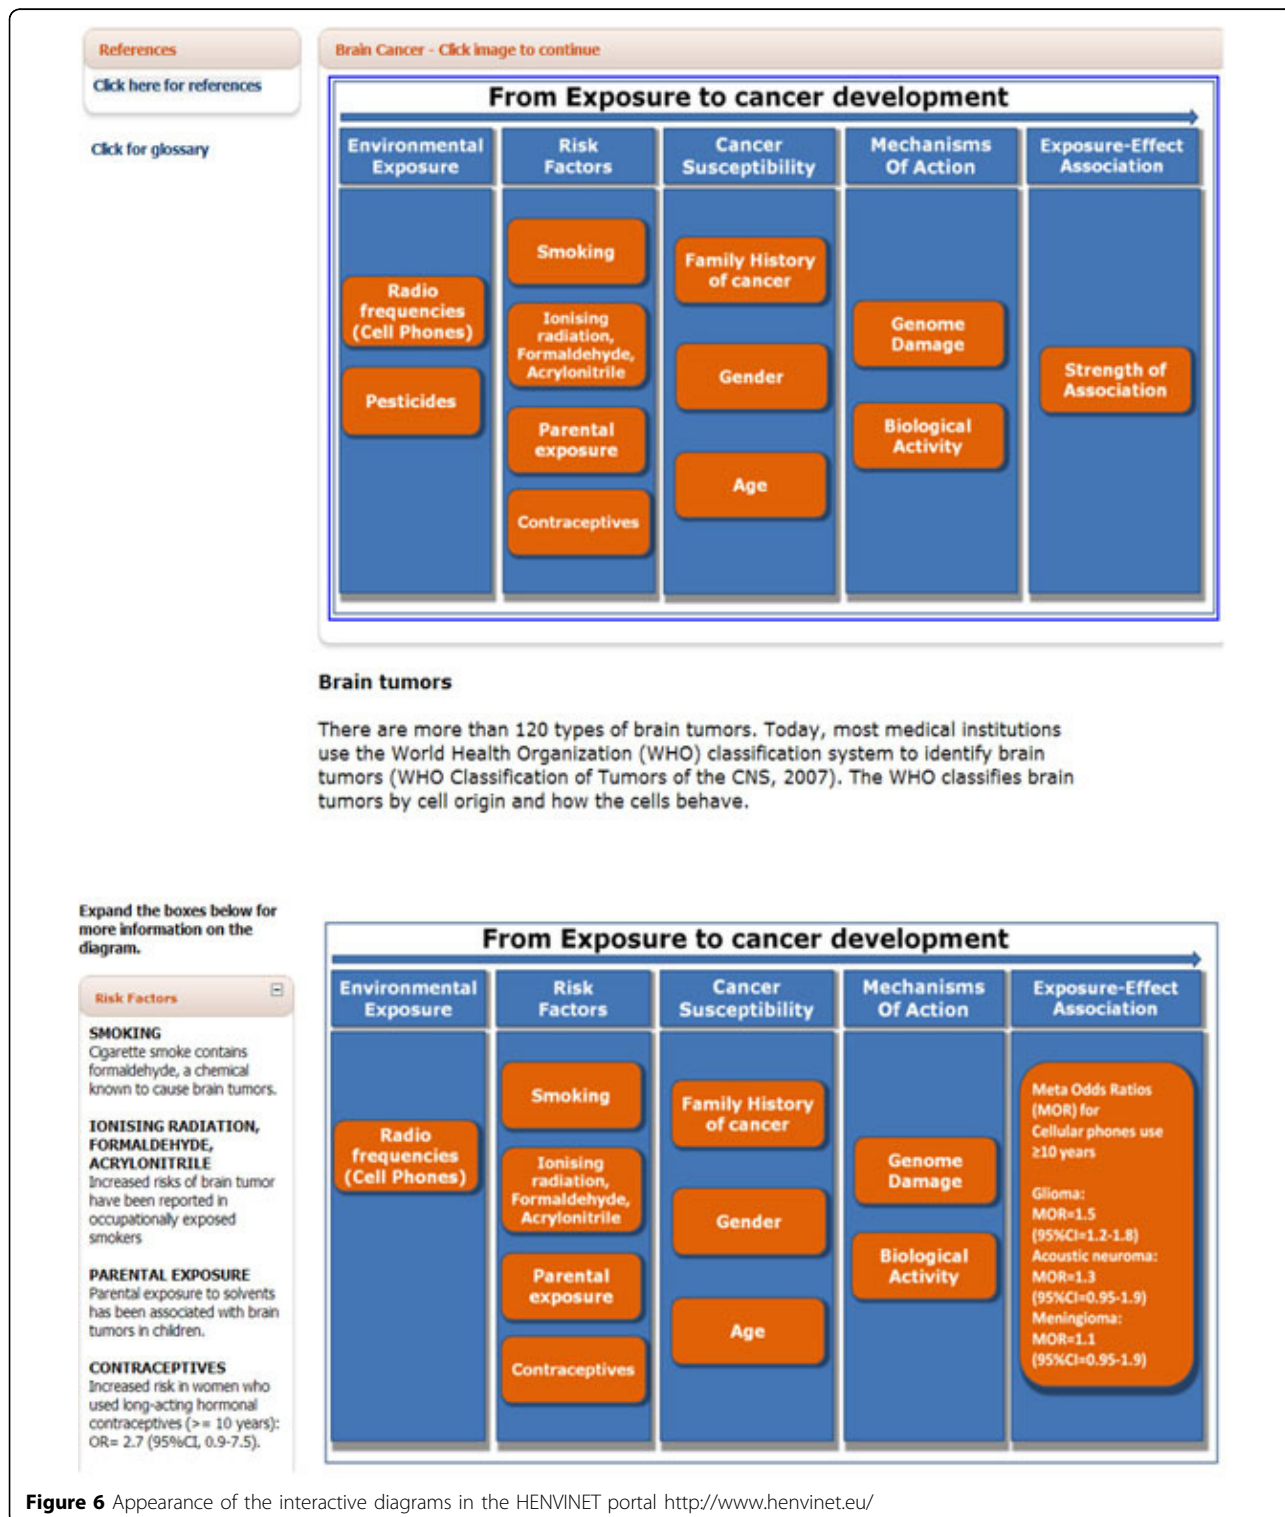 References
Click here for references
Click for glossary
Brain Cancer - Click image to continue
From Exposure to cancer development
Environmental
Exposure
Risk
Factors
Cancer
Susceptibility
Mechanisms
Of Action
Exposure-Effect
Association
Radio
frequencies
(Cell Phones)
Pesticides
Smoking
Ionising
radiation,
Formaldehyde,
Acrylonitrile
Parental
exposure
Contraceptives
Family History
of cancer
Gender
Age
Genome
Damage
Biological
Activity
Strength of
Association
Brain tumors
There are more than 120 types of brain tumors. Today, most medical institutions
use the World Health Organization (WHO) classification system to identify brain
tumors (WHO Classification of Tumors of the CNS, 2007). The WHO classifies brain
tumors by cell origin and how the cells behave.
Expand the boxes below for
more information on the
diagram.
Risk Factors
SMOKING
Cigarette smoke contains
formaldehyde, a chemical
known to cause brain tumors.
IONISING RADIATION,
FORMALDEHYDE,
ACRYLONITRILE
Increased risks of brain tumor
have been reported in
occupationally exposed
smokers
PARENTAL EXPOSURE
Parental exposure to solvents
has been associated with brain
tumors in children.
CONTRACEPTIVES
Increased risk in women who
used long-acting hormonal
contraceptives (>= 10 years):
OR= 2.7 (95%CI, 0.9-7.5).
From Exposure to cancer development
Environmental
Exposure
Risk
Factors
Cancer
Susceptibility
Mechanisms
Of Action
Exposure-Effect
Association
Radio
frequencies
(Cell Phones)
Smoking
Ionising
radiation,
Formaldehyde,
Acrylonitrile
Parental
exposure
Contraceptives
Family History
of cancer
Gender
Age
Genome
Damage
Biological
Activity
Meta Odds Ratios
(MOR) for
Cellular phones use
≥10 years
Glioma:
MOR=1.5
(95%CI=1.2-1.8)
Acoustic neuroma:
MOR=1.3
(95%CI=0.95-1.9)
Meningioma:
MOR=1.1
(95%CI=0.95-1.9)
Figure 6 Appearance of the interactive diagrams in the HENVINET portal http://www.henvinet.eu/